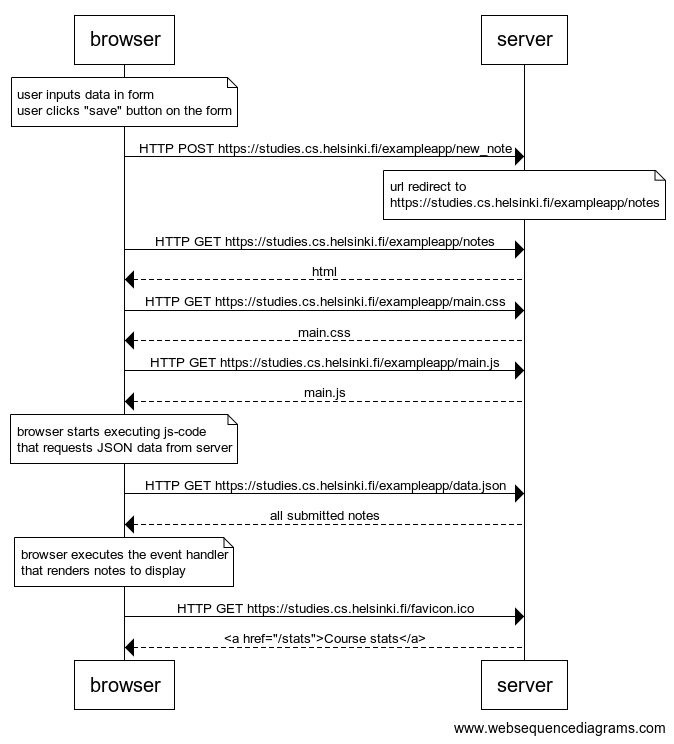 browser
server
user inputs data in form
user clicks "save" button on the form
HTTP POST https://studies.cs.helsinki.fi/exampleapp/new_note
url redirect to
https://studies.cs.helsinki.fi/exampleapp/notes
HTTP GET https://studies.cs.helsinki.fi/exampleapp/notes
html
HTTP GET https://studies.cs.helsinki.fi/exampleapp/main.css
main.css
HTTP GET https://studies.cs.helsinki.fi/exampleapp/main.js
main.js
browser starts executing js-code
that requests JSON data from server
HTTP GET https://studies.cs.helsinki.fi/exampleapp/data.json
all submitted notes
browser executes the event handler
that renders notes to display
HTTP GET https://studies.cs.helsinki.fi/favicon.ico
<a href="/stats">Course stats</a>
browser
server
www.websequencediagrams.com